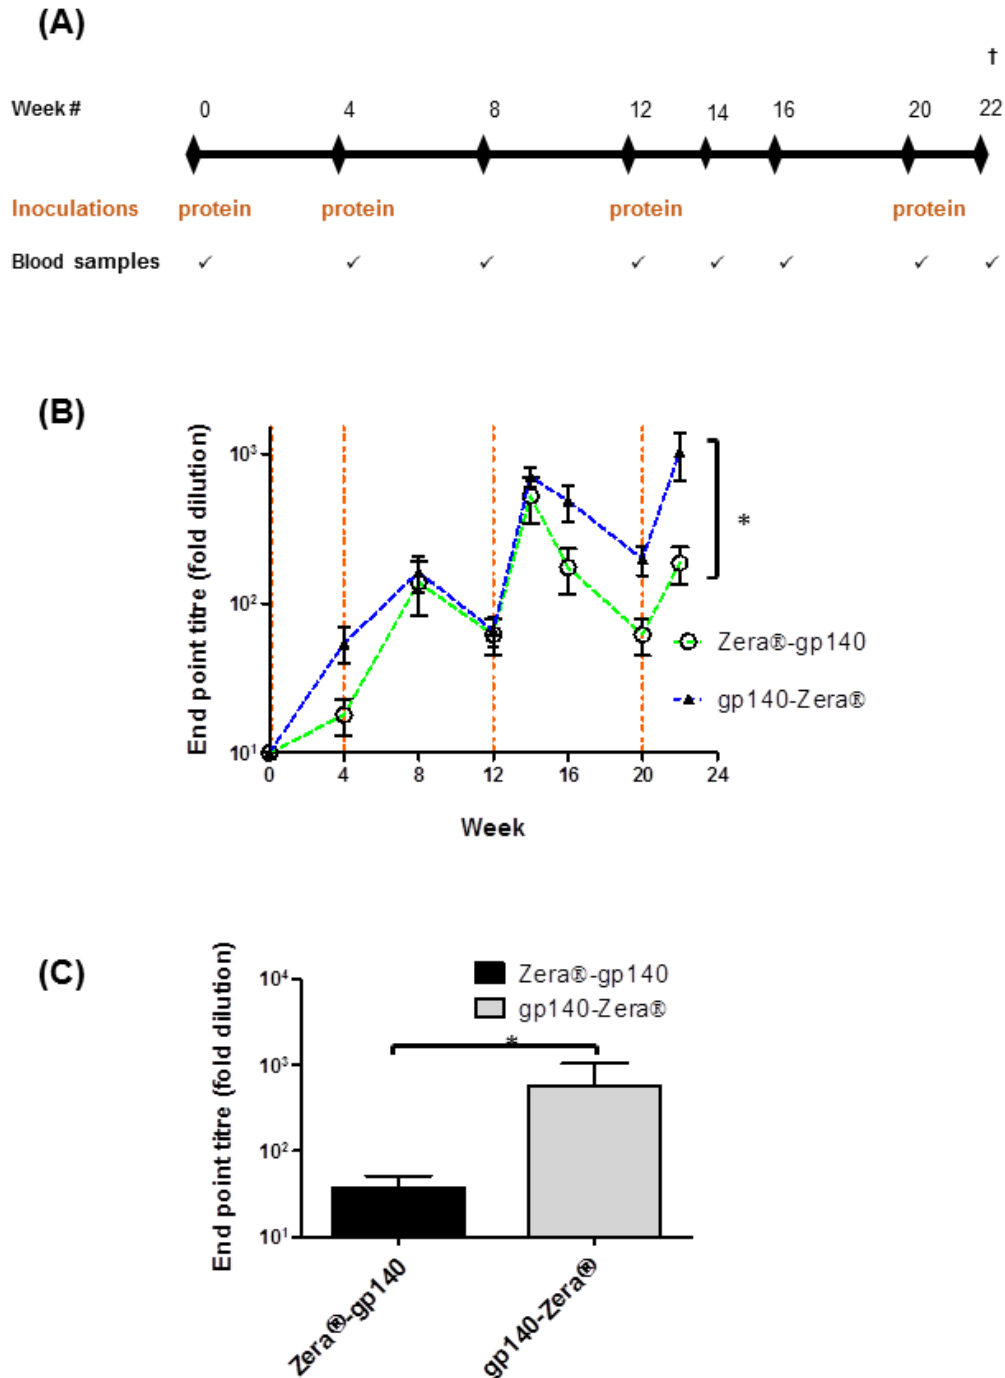 (A)
†
Week # 0 4 8 12 14 16 20 22
Inoculations protein protein protein protein
Blood samples ✓ ✓ ✓ ✓ ✓ ✓ ✓ ✓
(B)
End point titre (fold dilution)
10³
10²
10¹
*
Zera®-gp140
gp140-Zera®
0 4 8 12 16 20 24
Week
(C)
End point titre (fold dilution)
10⁴
10³
10²
10¹
Zera®-gp140
gp140-Zera®
*
Zera®-gp140
gp140-Zera®